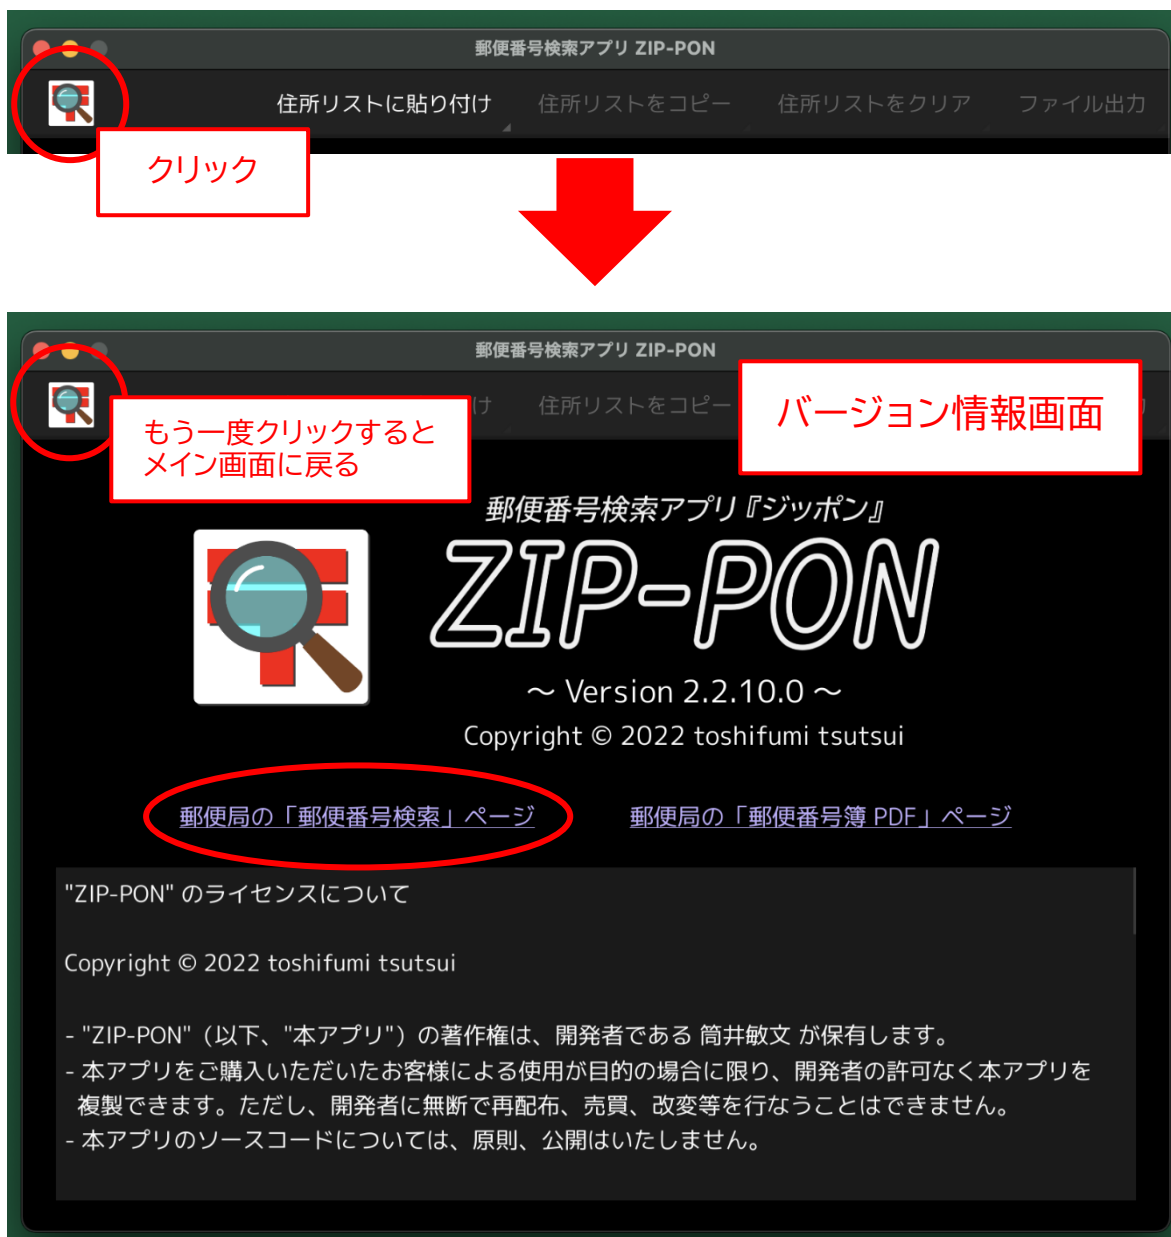 郵便番号検索アプリ ZIP-PON
住所リストに貼り付け 住所リストをコピー 住所リストをクリア ファイル出力
クリック
郵便番号検索アプリ ZIP-PON
け 住所リストをコピー
バージョン情報画面
もう一度クリックすると
メイン画面に戻る
郵便番号検索アプリ『ジッポン』
ZIP-PON
～ Version 2.2.10.0 ～
Copyright © 2022 toshifumi tsutsui
郵便局の「郵便番号検索」ページ 郵便局の「郵便番号簿 PDF」ページ
"ZIP-PON" のライセンスについて
Copyright © 2022 toshifumi tsutsui
- "ZIP-PON"（以下、"本アプリ"）の著作権は、開発者である 筒井敏文 が保有します。
- 本アプリをご購入いただいたお客様による使用が目的の場合に限り、開発者の許可なく本アプリを
複製できます。ただし、開発者に無断で再配布、売買、改変等を行なうことはできません。
- 本アプリのソースコードについては、原則、公開はいたしません。